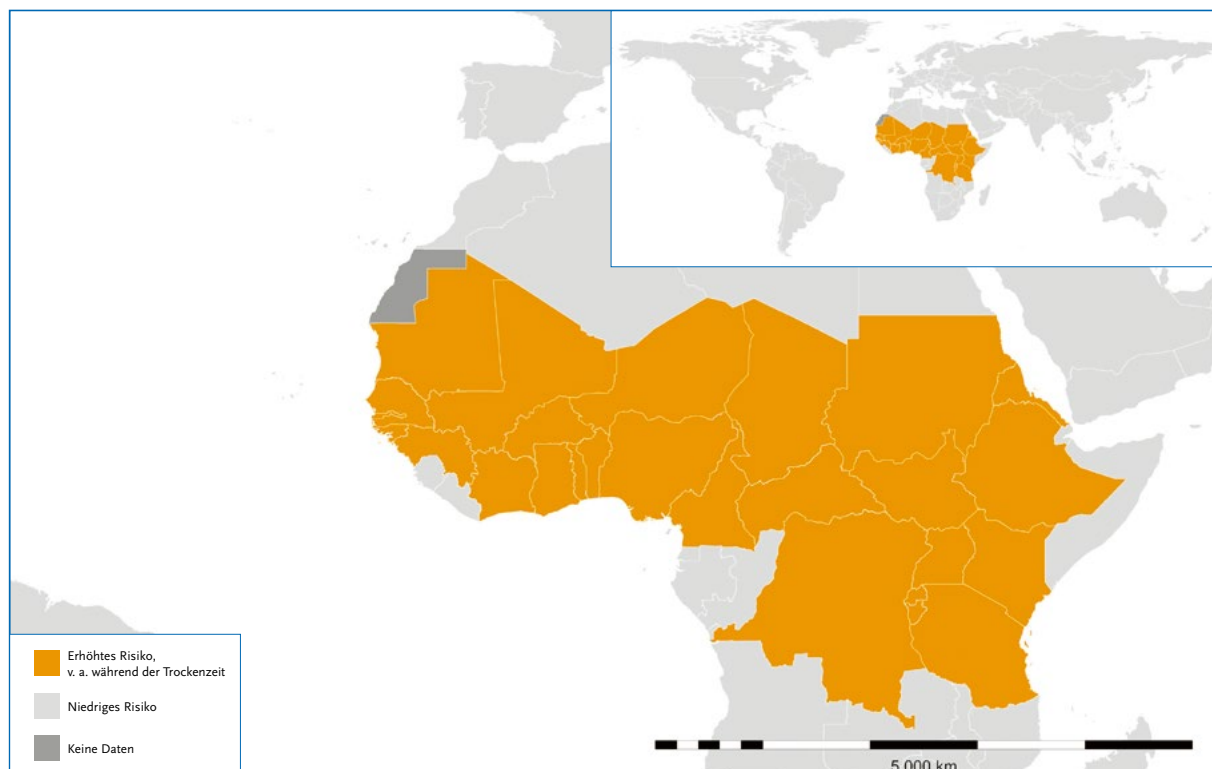 Erhöhtes Risiko,
v. a. während der Trockenzeit
Niedriges Risiko
Keine Daten
5.000 km